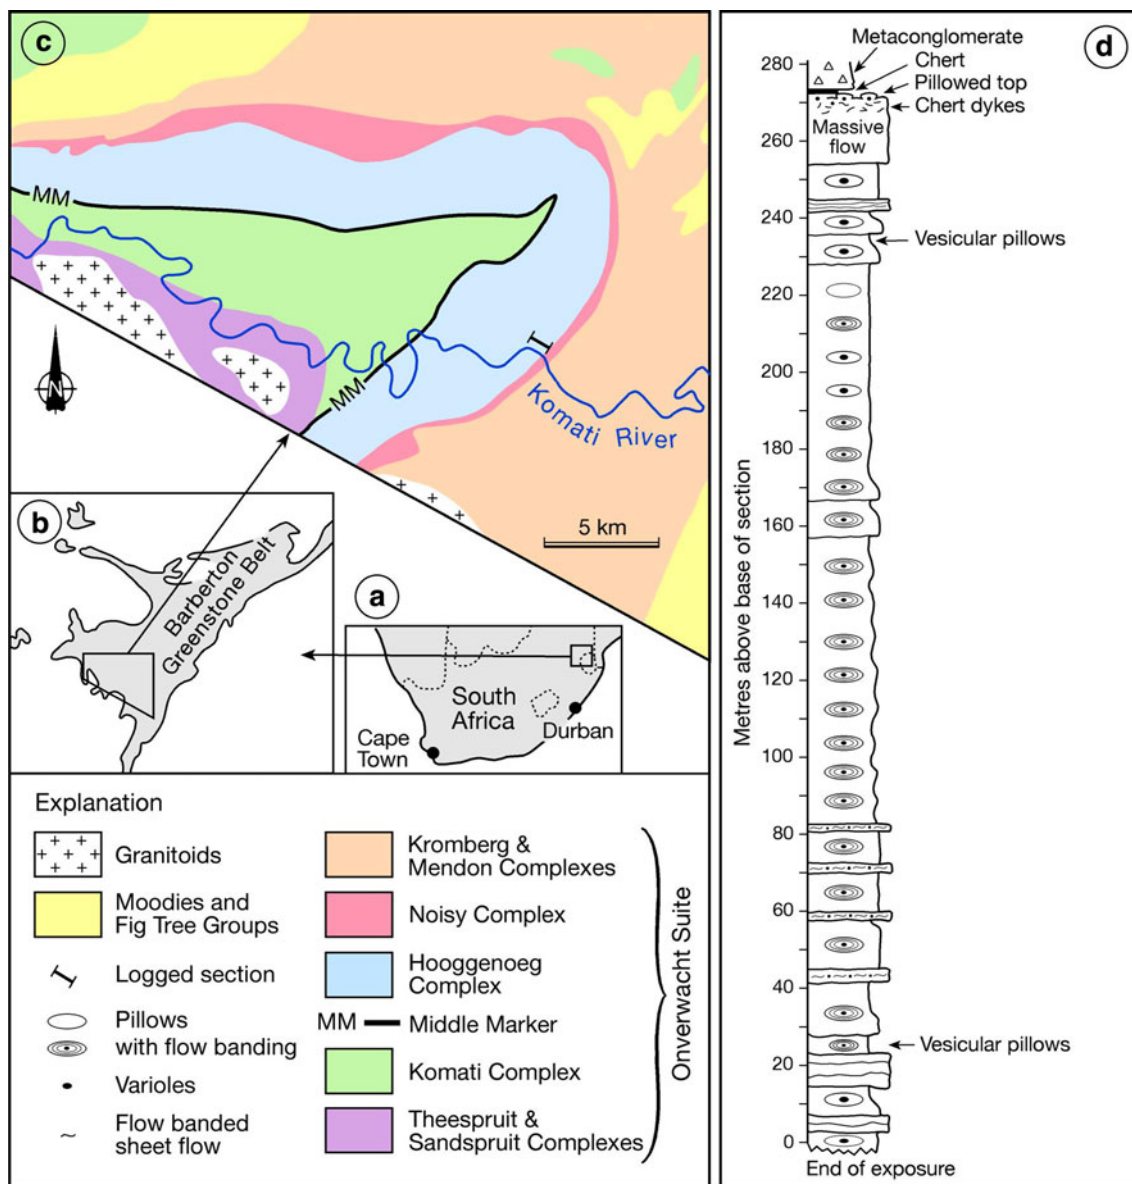 c
MM
MM
Komati River
N
5 km
b
Barberton
Greenstone Belt
a
South
Africa
Durban
Cape
Town
Explanation
Granitoids
Moodies and
Fig Tree Groups
Logged section
Pillows
with flow banding
Varioles
Flow banded
sheet flow
Kromberg &
Mendon Complexes
Noisy Complex
Hooggenoeg
Complex
MM
Middle Marker
Komati Complex
Theespruit &
Sandspruit Complexes
Onverwacht Suite
d
Metaconglomerate
Chert
Pillowed top
Chert dykes
Massive
flow
Vesicular pillows
Vesicular pillows
280
260
240
220
200
180
160
140
120
100
80
60
40
20
0
Metres above base of section
End of exposure